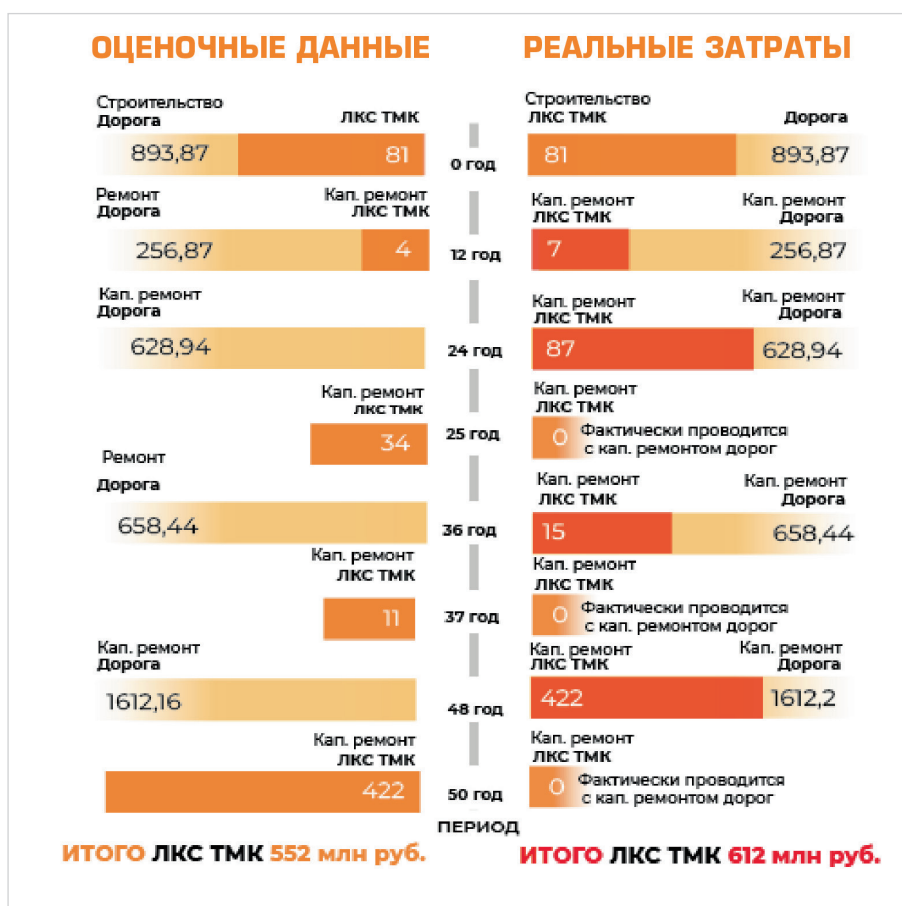 ОЦЕНОЧНЫЕ ДАННЫЕ
РЕАЛЬНЫЕ ЗАТРАТЫ
Строительство
Дорога
ЛКС ТМК
893,87
81
0 год
Строительство
ЛКС ТМК
Дорога
81
893,87
Ремонт
Дорога
Кап. ремонт
ЛКС ТМК
256,87
4
12 год
Кап. ремонт
ЛКС ТМК
Кап. ремонт
Дорога
7
256,87
Кап. ремонт
Дорога
628,94
24 год
Кап. ремонт
ЛКС ТМК
Кап. ремонт
Дорога
87
628,94
Кап. ремонт
ЛКС ТМК
34
25 год
Кап. ремонт
ЛКС ТМК
0
Фактически проводится
с кап. ремонтом дорог
Ремонт
Дорога
658,44
36 год
Кап. ремонт
ЛКС ТМК
Кап. ремонт
Дорога
15
658,44
Кап. ремонт
ЛКС ТМК
11
37 год
Кап. ремонт
ЛКС ТМК
0
Фактически проводится
с кап. ремонтом дорог
Кап. ремонт
Дорога
1612,16
48 год
Кап. ремонт
ЛКС ТМК
Кап. ремонт
Дорога
422
1612,2
Кап. ремонт
ЛКС ТМК
422
50 год
Кап. ремонт
ЛКС ТМК
0
Фактически проводится
с кап. ремонтом дорог
ПЕРИОД
ИТОГО ЛКС ТМК 552 млн руб.
ИТОГО ЛКС ТМК 612 млн руб.